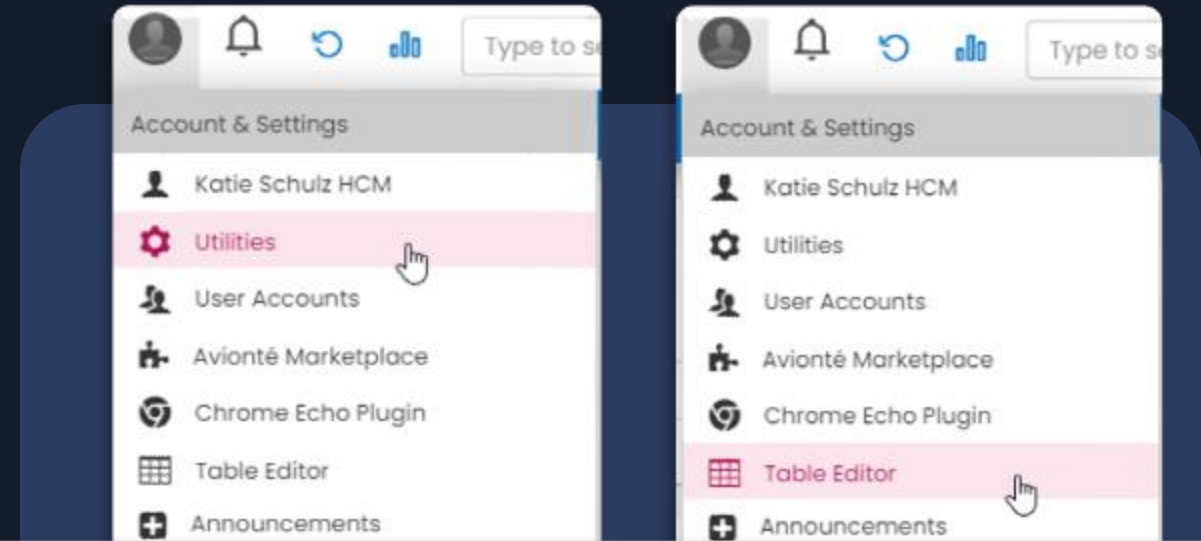 Type to se
Account & Settings
Katie Schulz HCM
Utilities
User Accounts
Avionté Marketplace
Chrome Echo Plugin
Table Editor
Announcements
Type to s
Account & Settings
Katie Schulz HCM
Utilities
User Accounts
Avionté Marketplace
Chrome Echo Plugin
Table Editor
Announcements